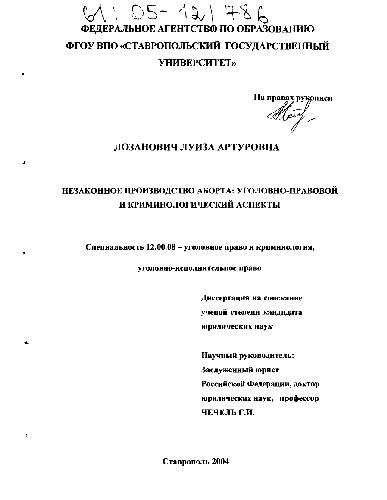 61:05-12/786
ФЕДЕРАЛЬНОЕ АГЕНТСТВО ПО ОБРАЗОВАНИЮ
ФГОУ ВПО «СТАВРОПОЛЬСКИЙ ГОСУДАРСТВЕННЫЙ
УНИВЕРСИТЕТ»
На правах рукописи
ЛОЗАНОВИЧ ЛУИЗА АРТУРОВНА
НЕЗАКОННОЕ ПРОИЗВОДСТВО АБОРТА: УГОЛОВНО-ПРАВОВОЙ
И КРИМИНОЛОГИЧЕСКИЙ АСПЕКТЫ
Специальность 12.00.08 – уголовное право и криминология,
уголовно-исполнительное право
Диссертация на соискание
ученой степени кандидата
юридических наук
Научный руководитель:
Заслуженный юрист
Российской Федерации, доктор
юридических наук, профессор
ЧЕЧЕЛЬ Г.И.
Ставрополь 2004